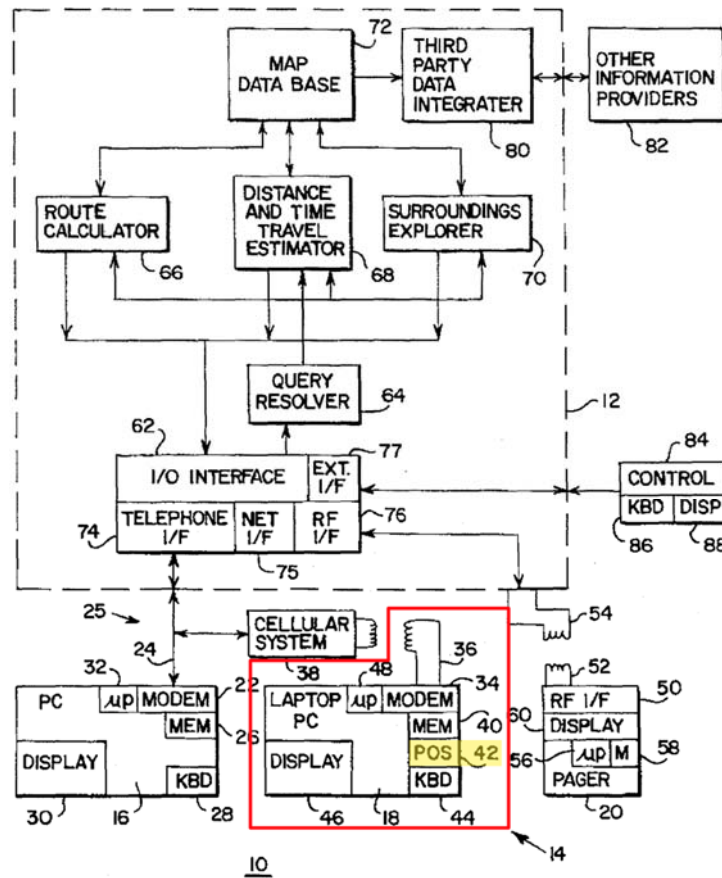 72
MAP
DATA BASE
THIRD
PARTY
DATA
INTEGRATER
80
OTHER
INFORMATION
PROVIDERS
82
ROUTE
CALCULATOR
66
DISTANCE
AND TIME
TRAVEL
ESTIMATOR
68
SURROUNDINGS
EXPLORER
70
QUERY
RESOLVER
64
12
62
77
I/O INTERFACE
EXT.
I/F
84
CONTROL
KBD
DISP
86
88
74
TELEPHONE
I/F
NET
I/F
RF
I/F
76
75
25
24
CELLULAR
SYSTEM
38
36
54
52
32
PC
μp
MODEM
22
MEM
26
DISPLAY
KBD
30
16
28
48
34
LAPTOP
PC
μp
MODEM
MEM
40
POS 42
DISPLAY
KBD
46
18
44
RF I/F
50
60
DISPLAY
56
μp
M
58
PAGER
20
14
10